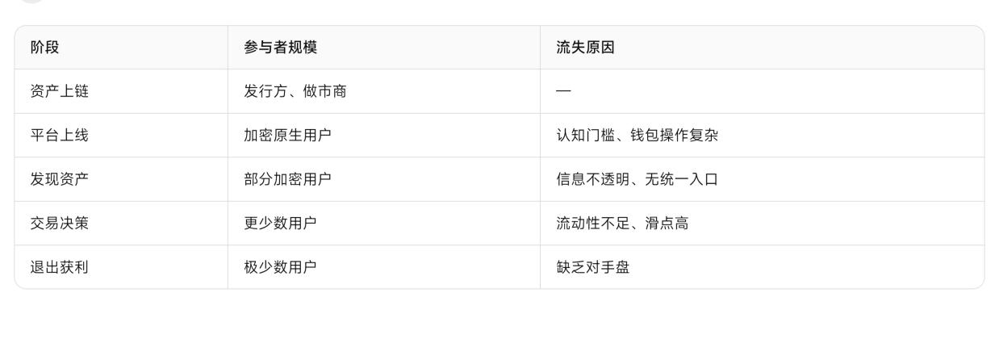 阶段 参与者规模 流失原因
资产上链 发行方、做市商 —
平台上线 加密原生用户 认知门槛、钱包操作复杂
发现资产 部分加密用户 信息不透明、无统一入口
交易决策 更少数用户 流动性不足、滑点高
退出获利 极少数用户 缺乏对手盘